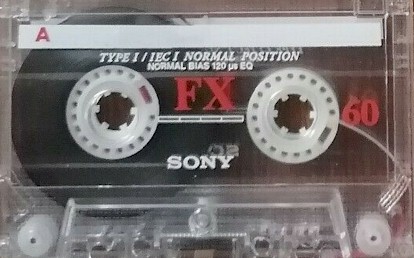 A
TYPE I / IEC I NORMAL POSITION
NORMAL BIAS 120 µs EQ
FX
60
SONY